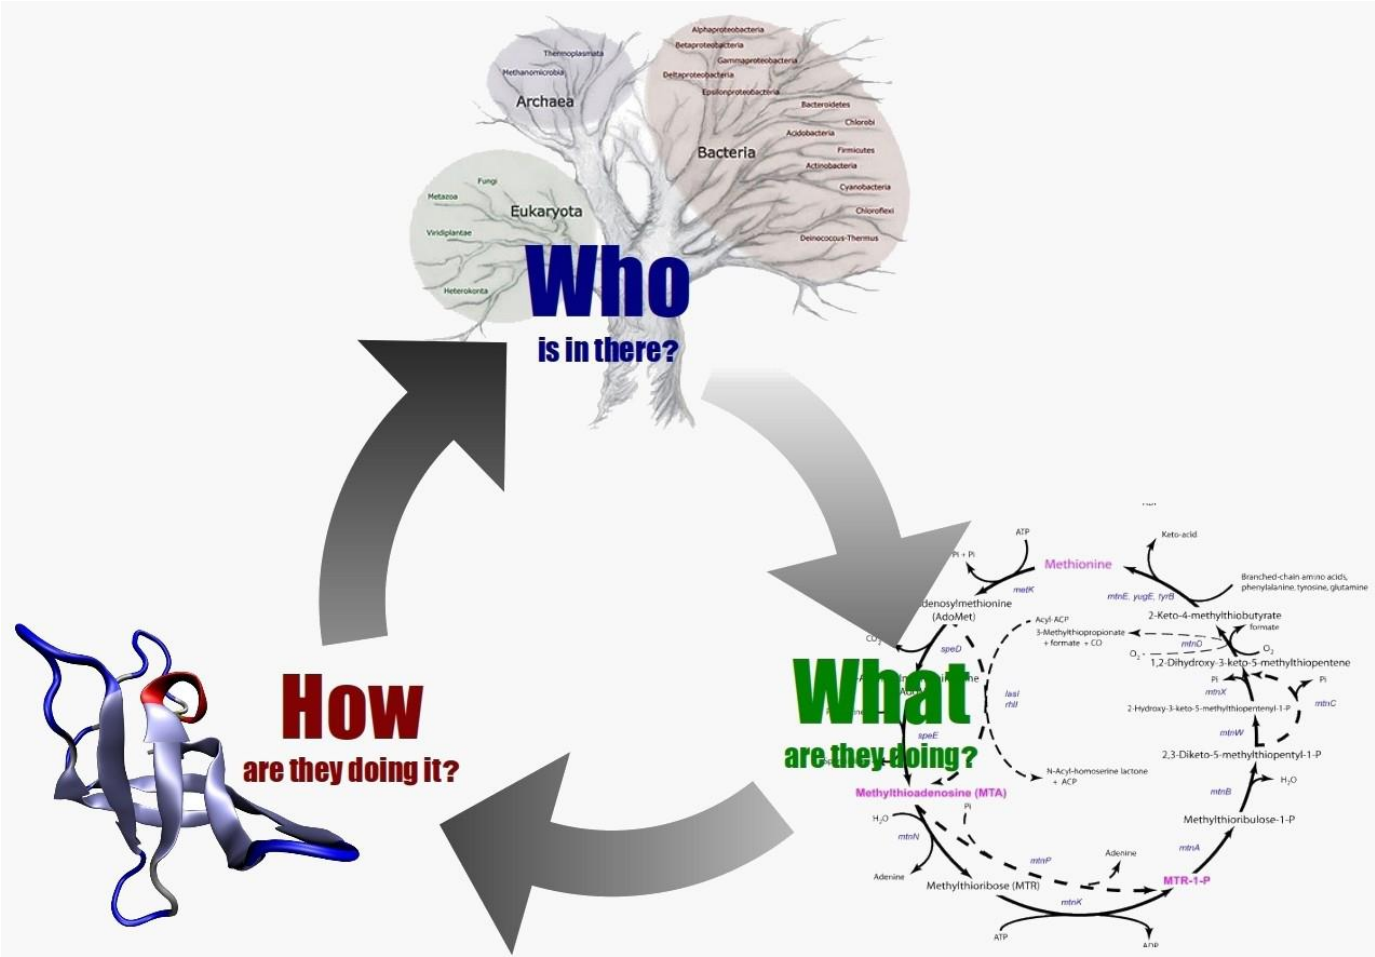 Alphaproteobacteria
Betaproteobacteria
Gammaproteobacteria
Deltaproteobacteria
Epsilonproteobacteria
Bacteroidetes
Chlorobi
Acidobacteria
Firmicutes
Actinobacteria
Bacteria
Cyanobacteria
Chloroflexi
Deinococcus-Thermus
Thermoplasmata
Methanomicrobia
Archaea
Fungi
Metazoa
Eukaryota
Viridiplantae
Heterokonta
Who
is in there?
What
are they doing?
How
are they doing it?
ATP
Pi + Pi
Methionine
metK
Keto-acid
Branched-chain amino acids,
phenylalanine, tyrosine, glutamine
mtnE, yugE, tyrB
2-Keto-4-methylthiobutyrate
denosylmethionine
(AdoMet)
Acyl-ACP
3-Methylthiopropionate
+ formate + CO
formate
O2
mtnD
O2
CO2
speD
1,2-Dihydroxy-3-keto-5-methylthiopentene
Pi
Pi
mtnX
mtnC
lasI
rhlI
2-Hydroxy-3-keto-5-methylthiopentenyl-1-P
speE
mtnW
2,3-Diketo-5-methylthiopentyl-1-P
N-Acyl-homoserine lactone
+ ACP
H2O
mtnB
Methylthioadenosine (MTA)
Pi
H2O
mtnN
Methylthioribulose-1-P
mtnA
mtnP
Adenine
Adenine
Methylthioribose (MTR)
MTR-1-P
mtnK
ATP
ADP